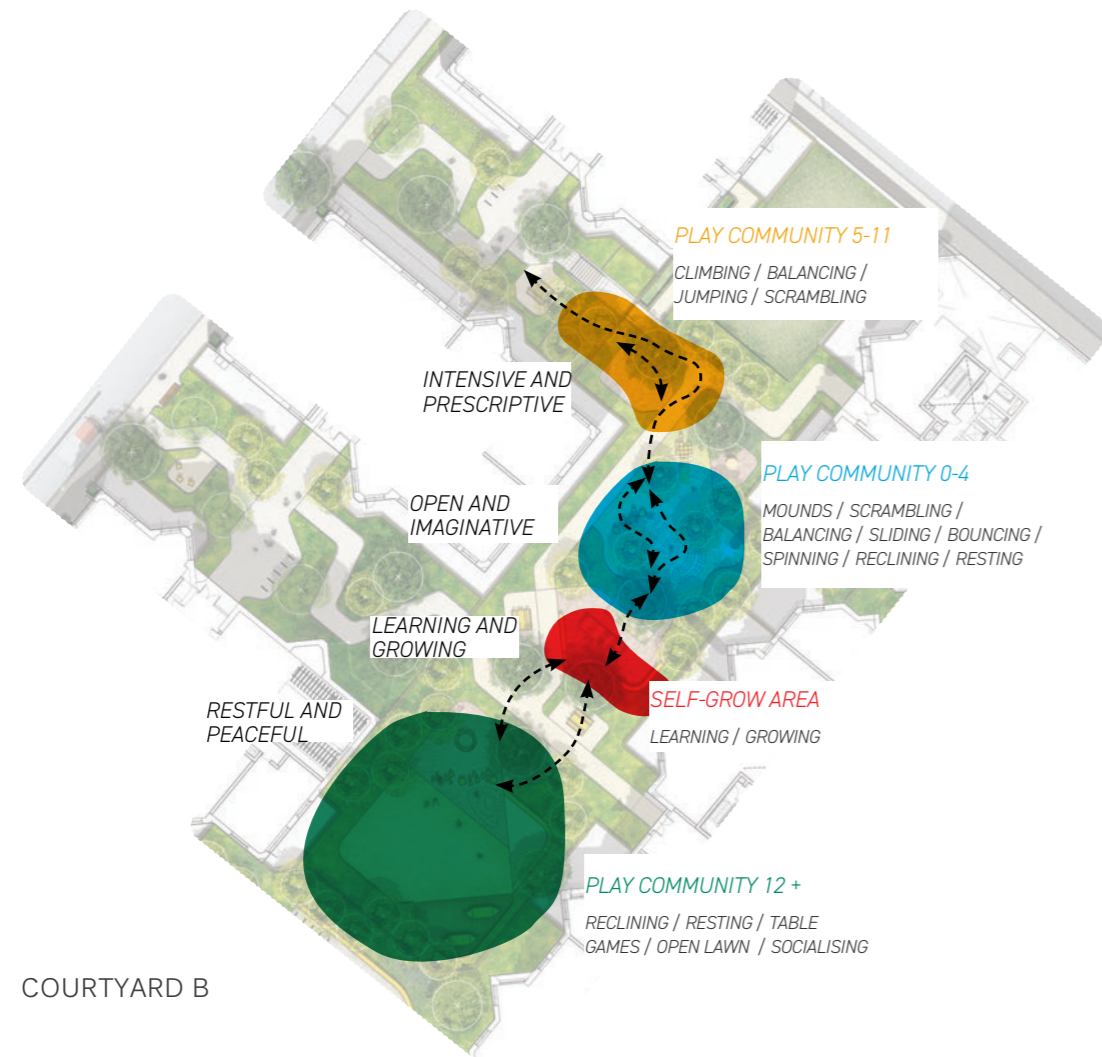 PLAY COMMUNITY 5-11
CLIMBING / BALANCING /
JUMPING / SCRAMBLING
INTENSIVE AND
PRESCRIPTIVE
PLAY COMMUNITY 0-4
MOUNDS / SCRAMBLING /
BALANCING / SLIDING / BOUNCING /
SPINNING / RECLINING / RESTING
OPEN AND
IMAGINATIVE
LEARNING AND
GROWING
SELF-GROW AREA
LEARNING / GROWING
RESTFUL AND
PEACEFUL
PLAY COMMUNITY 12 +
RECLINING / RESTING / TABLE
GAMES / OPEN LAWN / SOCIALISING
COURTYARD B